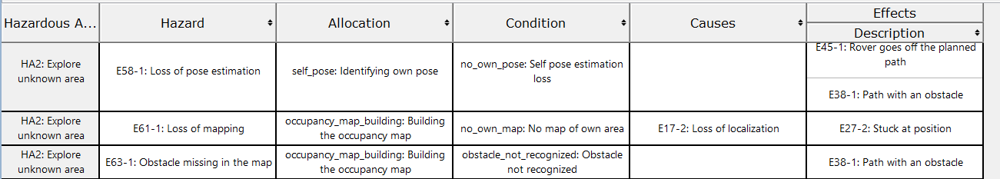 Hazardous A...
Hazard
Allocation
Condition
Causes
Effects
Description
HA2: Explore
unknown area
E58-1: Loss of pose estimation
self_pose: Identifying own pose
no_own_pose: Self pose estimation
loss
E45-1: Rover goes off the planned
path
E38-1: Path with an obstacle
HA2: Explore
unknown area
E61-1: Loss of mapping
occupancy_map_building: Building
the occupancy map
no_own_map: No map of own area
E17-2: Loss of localization
E27-2: Stuck at position
HA2: Explore
unknown area
E63-1: Obstacle missing in the map
occupancy_map_building: Building
the occupancy map
obstacle_not_recognized: Obstacle
not recognized
E38-1: Path with an obstacle